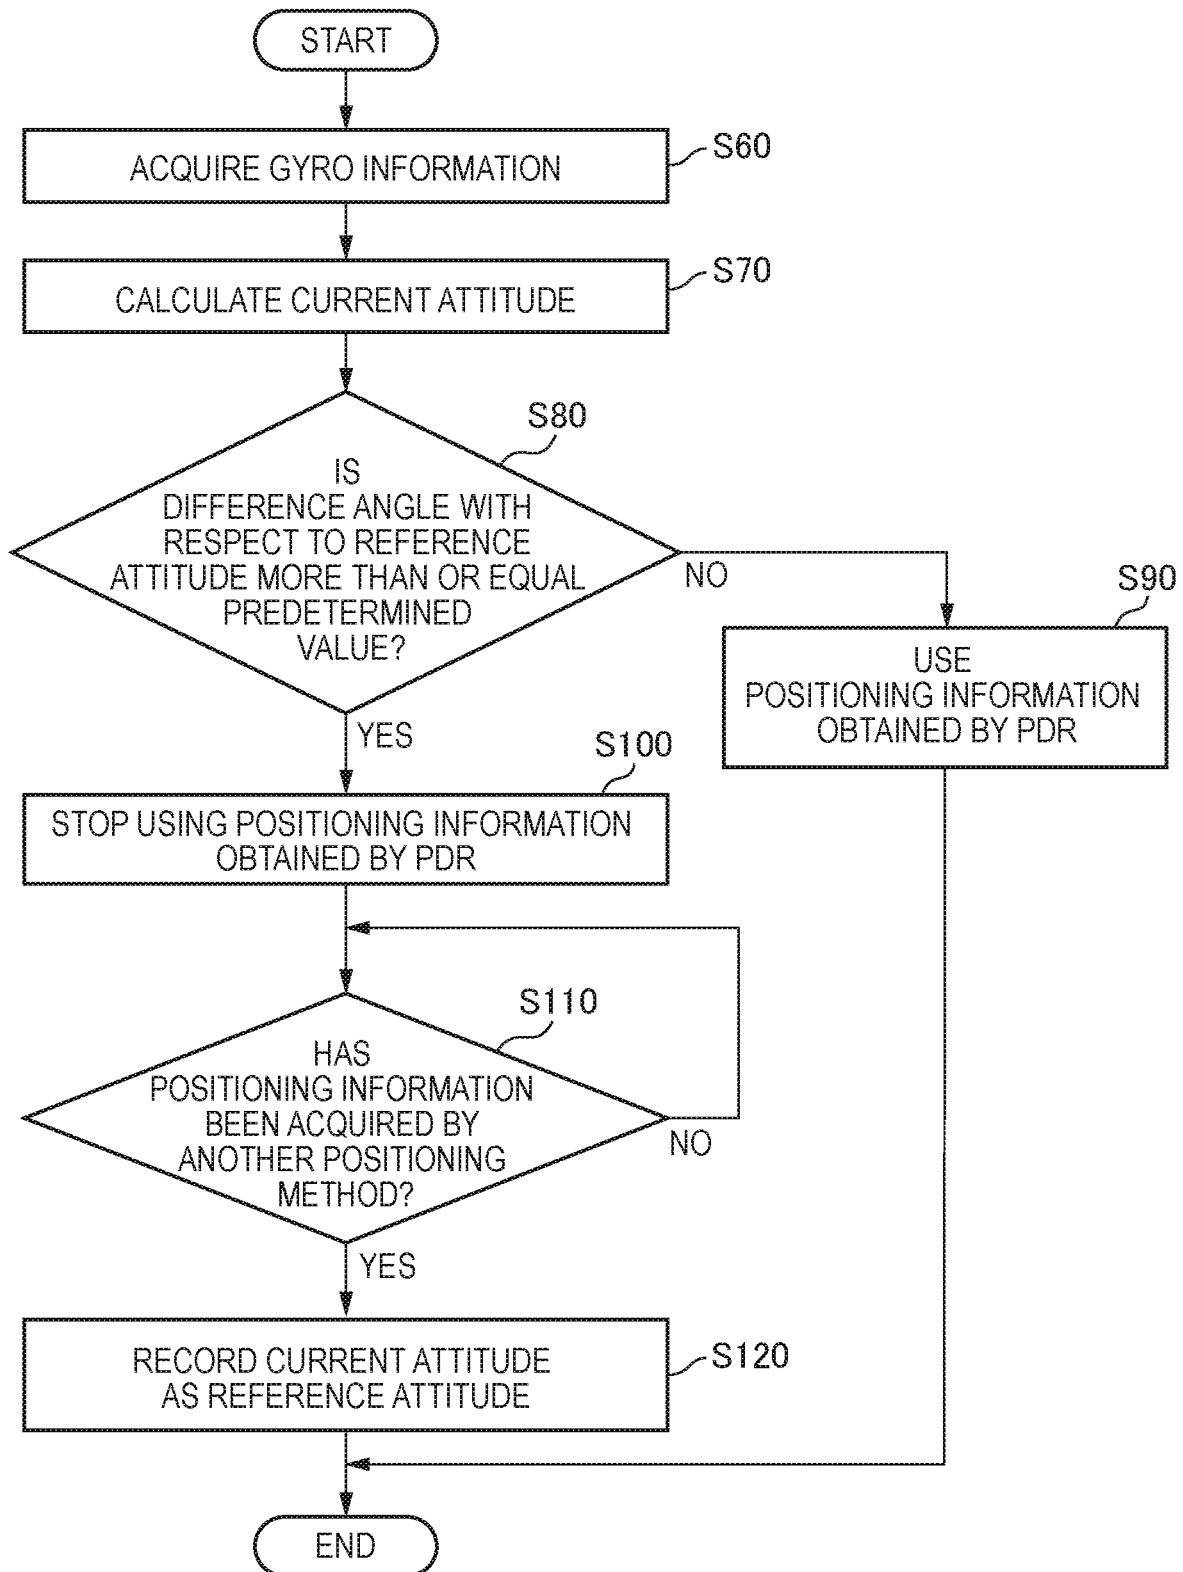 START
ACQUIRE GYRO INFORMATION
S60
CALCULATE CURRENT ATTITUDE
S70
S80
IS
DIFFERENCE ANGLE WITH
RESPECT TO REFERENCE
ATTITUDE MORE THAN OR EQUAL
PREDETERMINED
VALUE?
NO
YES
S90
USE
POSITIONING INFORMATION
OBTAINED BY PDR
S100
STOP USING POSITIONING INFORMATION
OBTAINED BY PDR
S110
HAS
POSITIONING INFORMATION
BEEN ACQUIRED BY
ANOTHER POSITIONING
METHOD?
NO
YES
RECORD CURRENT ATTITUDE
AS REFERENCE ATTITUDE
S120
END